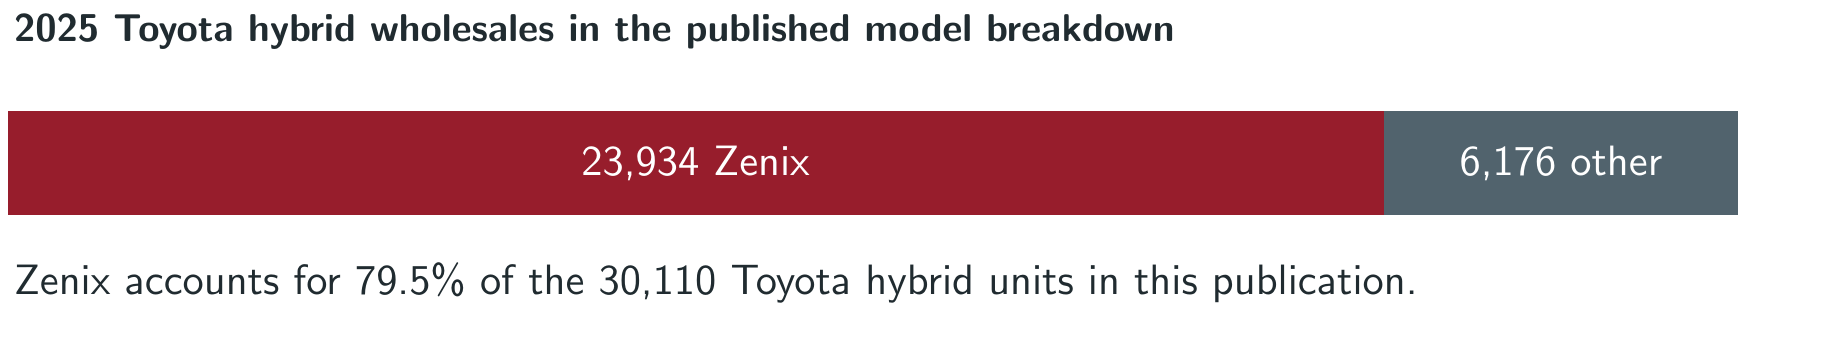 2025 Toyota hybrid wholesales in the published model breakdown
23,934 Zenix
6,176 other
Zenix accounts for 79.5% of the 30,110 Toyota hybrid units in this publication.